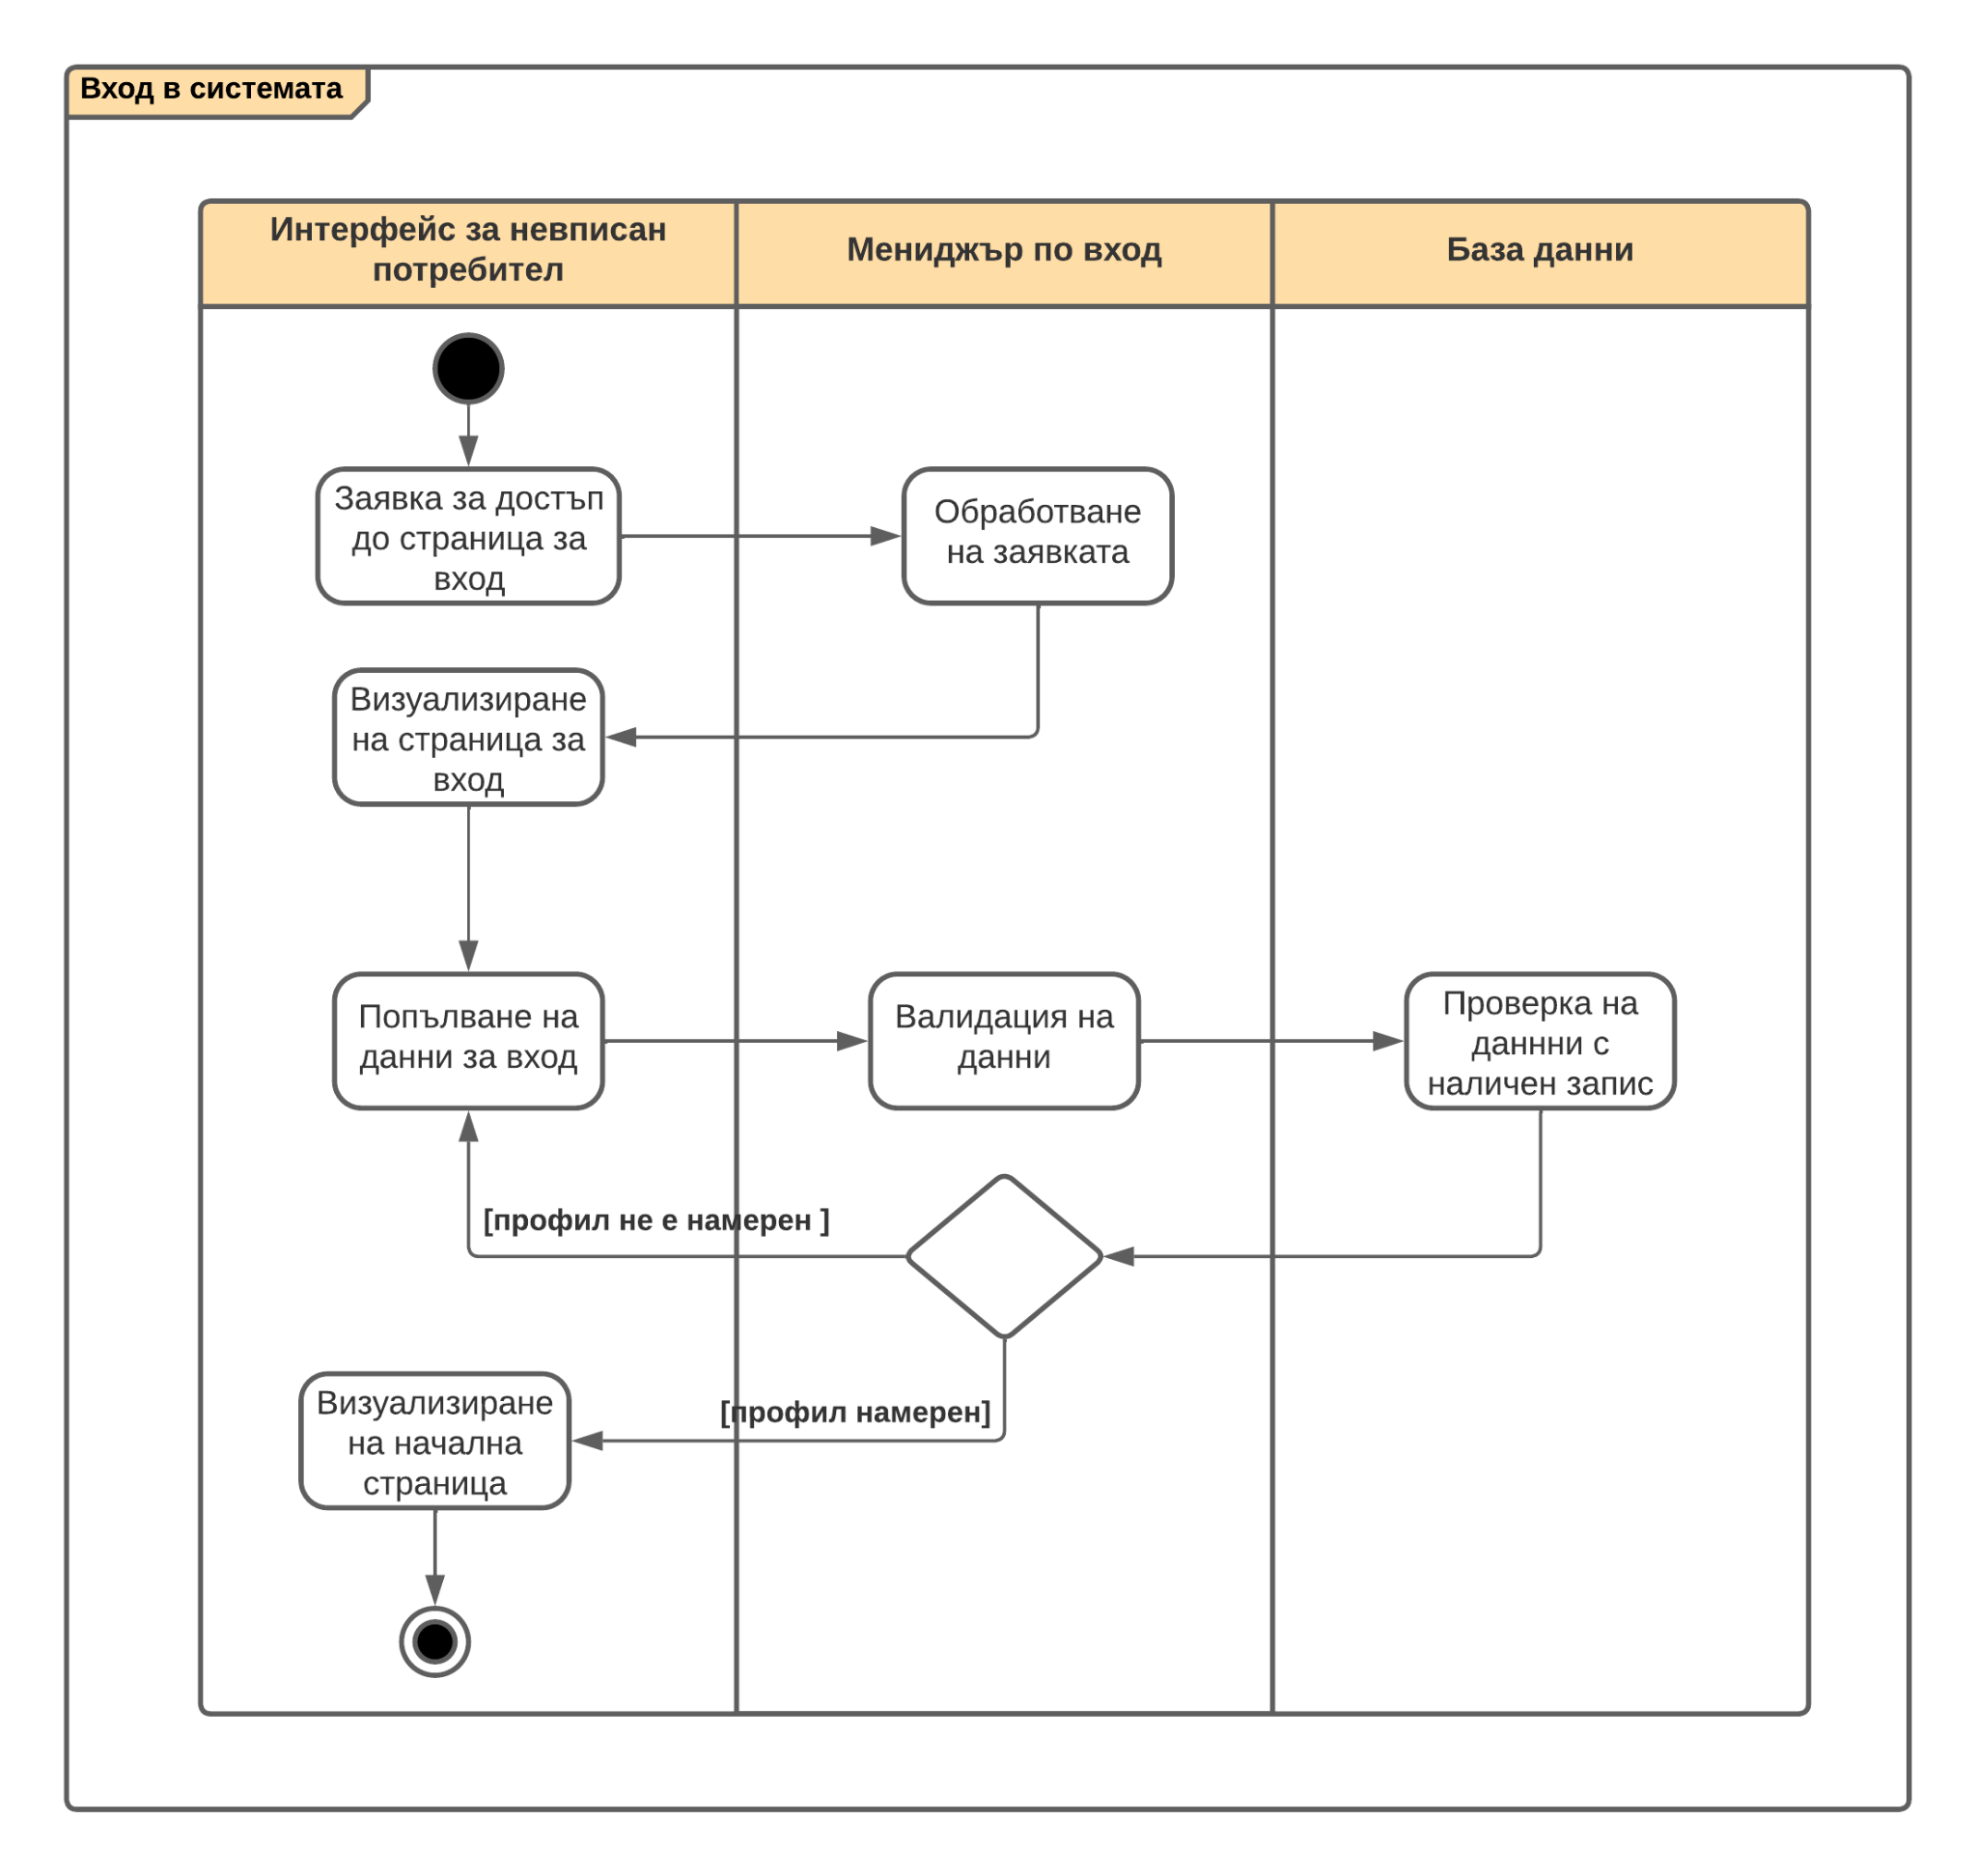 Вход в системата
Интерфейс за невписан
потребител
Мениджър по вход
База данни
Заявка за достъп
до страница за
вход
Обработване
на заявката
Визуализиране
на страница за
вход
Попълване на
данни за вход
Валидация на
данни
Проверка на
даннни с
наличен запис
[профил не е намерен ]
[профил намерен]
Визуализиране
на начална
страница